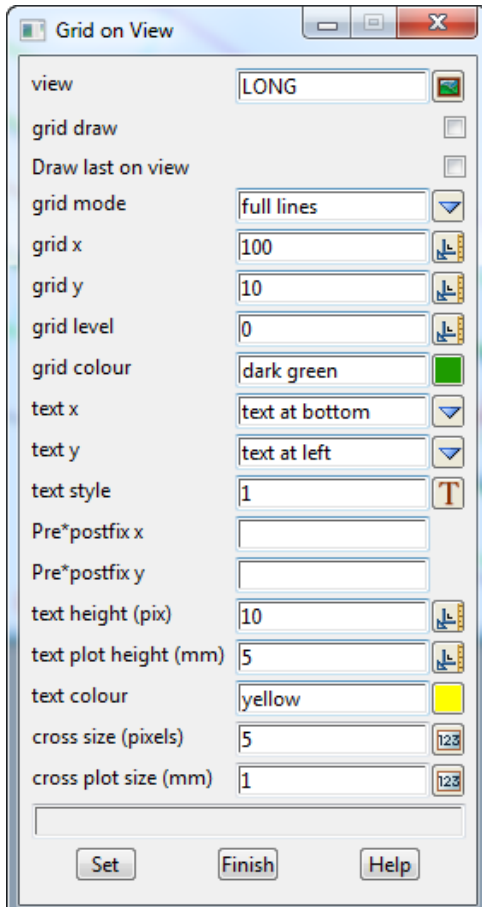 Grid on View
view LONG
grid draw
Draw last on view
grid mode full lines
grid x 100
grid y 10
grid level 0
grid colour dark green
text x text at bottom
text y text at left
text style 1 T
Pre*postfix x
Pre*postfix y
text height (pix) 10
text plot height (mm) 5
text colour yellow
cross size (pixels) 5 123
cross plot size (mm) 1 123
Set Finish Help